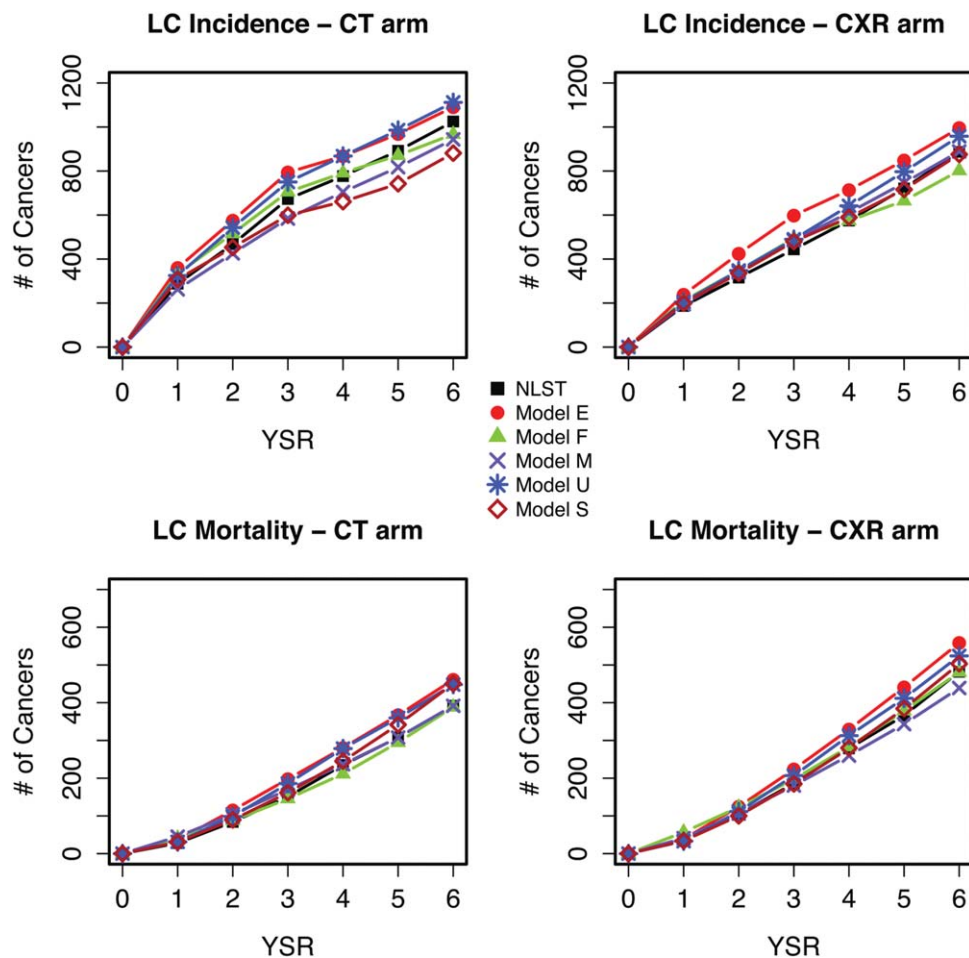 LC Incidence – CT arm
# of Cancers
1200
800
400
0
0 1 2 3 4 5 6
YSR
LC Incidence – CXR arm
# of Cancers
1200
800
400
0
0 1 2 3 4 5 6
YSR
NLST
Model E
Model F
Model M
Model U
Model S
LC Mortality – CT arm
# of Cancers
600
400
200
0
0 1 2 3 4 5 6
YSR
LC Mortality – CXR arm
# of Cancers
600
400
200
0
0 1 2 3 4 5 6
YSR